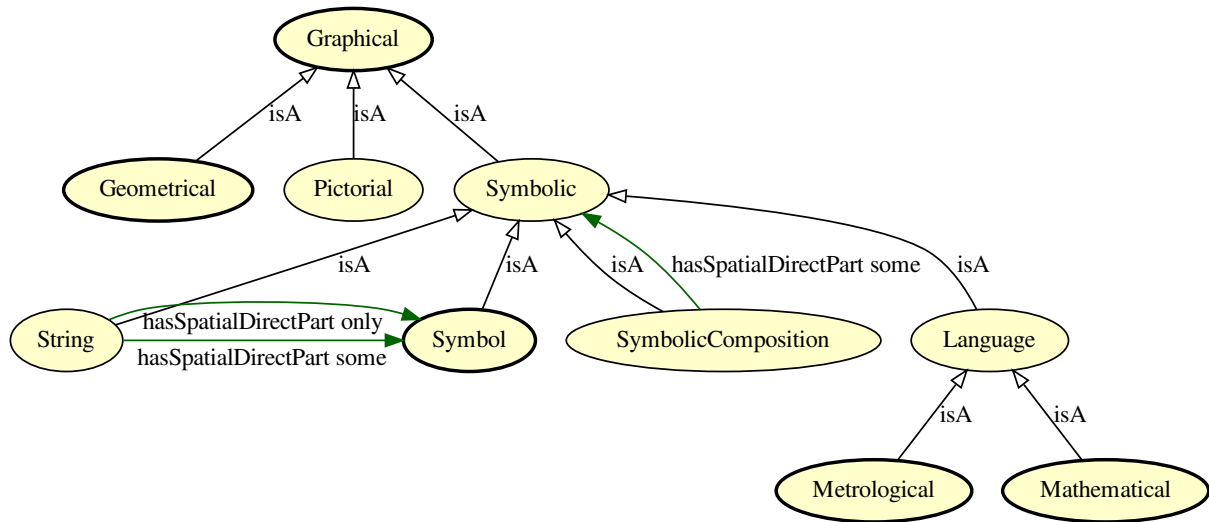 Graphical
isA isA isA
Geometrical Pictorial Symbolic
isA isA isA hasSpatialDirectPart some isA
hasSpatialDirectPart only
String Symbol SymbolicComposition Language
hasSpatialDirectPart some
isA isA
Metrological Mathematical